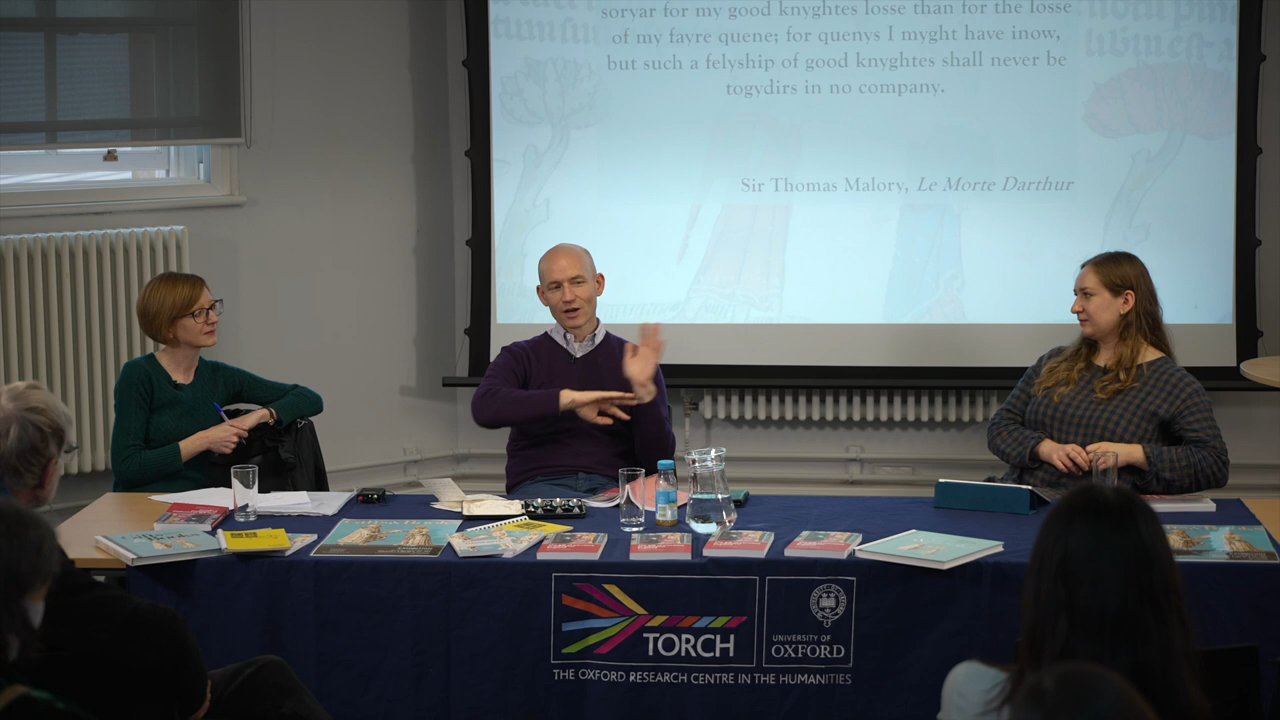 soryar for my good knyghtes losse than for the losse
of my fayre quene; for quenys I myght have inow,
but such a felyship of good knyghtes shall never be
togydirs in no company.
Sir Thomas Malory, Le Morte Darthur
TORCH
UNIVERSITY OF
OXFORD
THE OXFORD RESEARCH CENTRE IN THE HUMANITIES